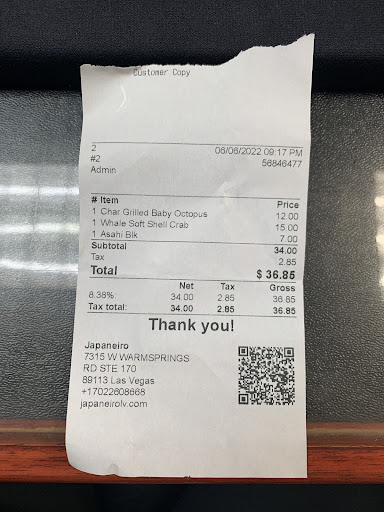 Customer Copy
2 06/06/2022 09:17 PM
#2 56846477
Admin
# Item Price
1 Char Grilled Baby Octopus 12.00
1 Whale Soft Shell Crab 15.00
1 Asahi Blk 7.00
Subtotal 34.00
Tax 2.85
Total $ 36.85
Net Tax Gross
8.38%: 34.00 2.85 36.85
Tax total: 34.00 2.85 36.85
Thank you!
Japaneiro
7315 W WARMSPRINGS
RD STE 170
89113 Las Vegas
+17022608668
japaneirolv.com